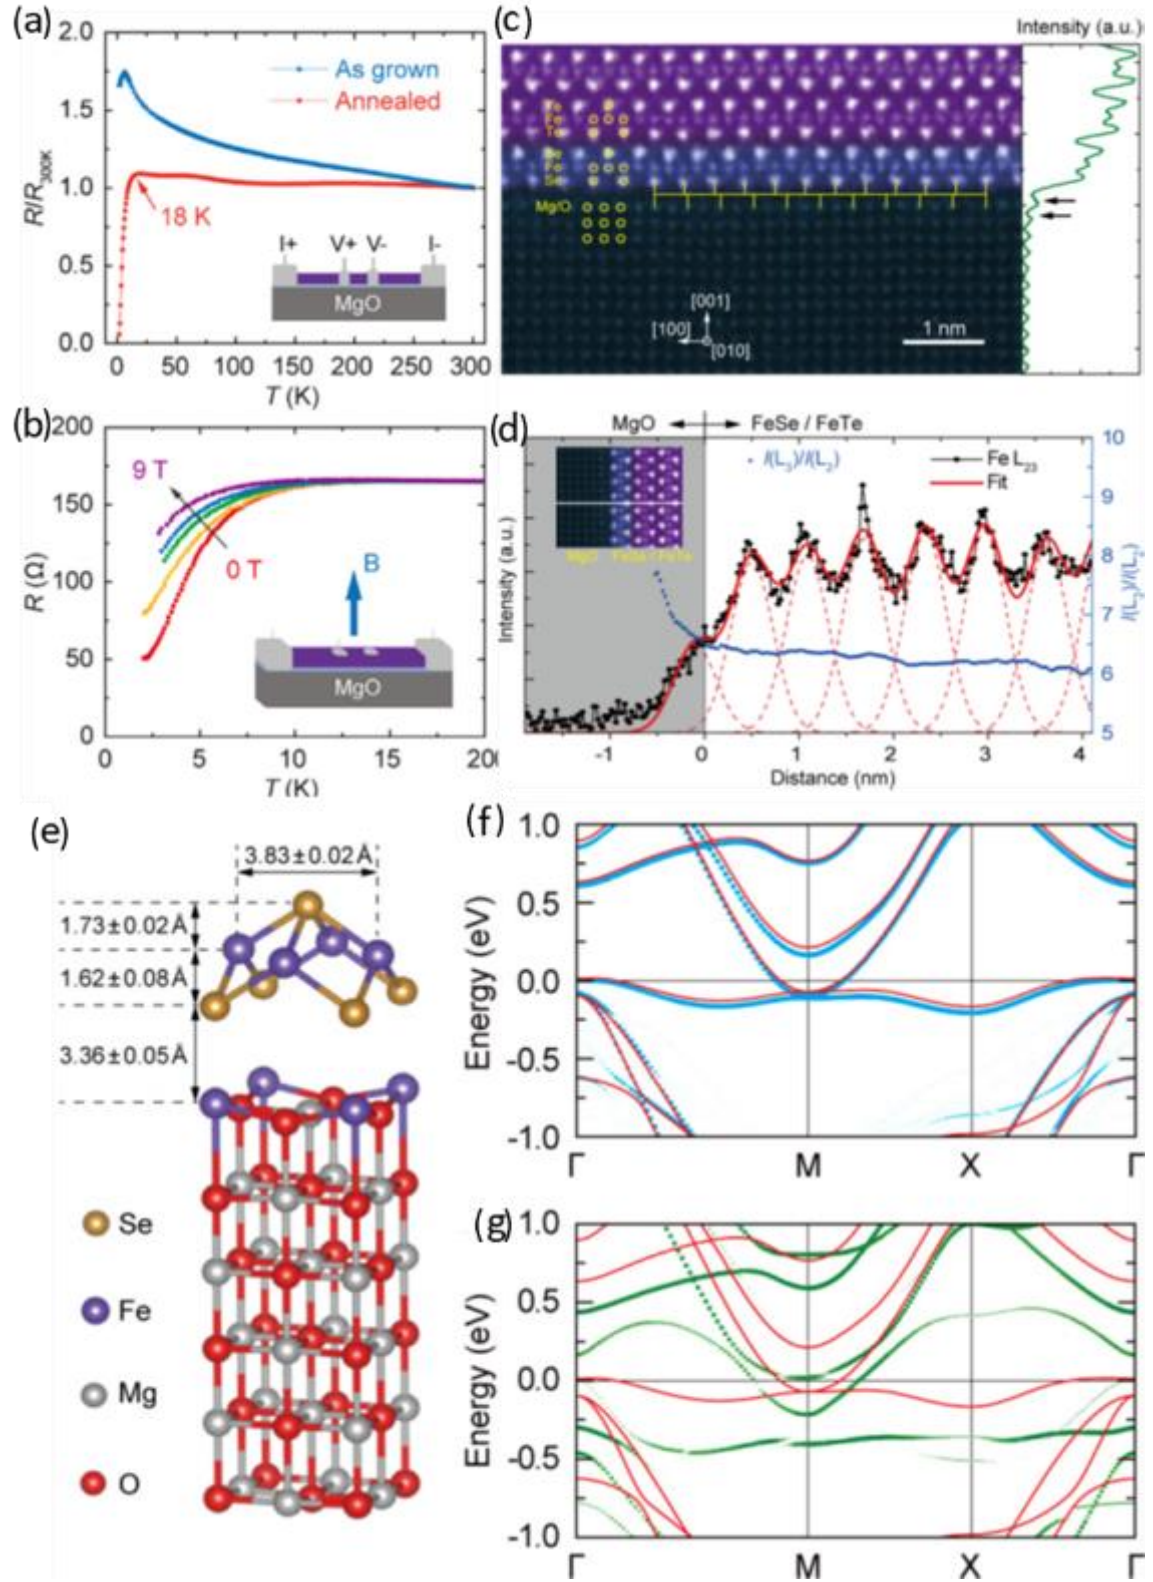 (a)
2.0
1.5
1.0
0.5
0.0
R/R300K
As grown
Annealed
18 K
I+ V+ V- I-
MgO
0 50 100 150 200 250 300
T (K)
(b)
200
150
100
50
0
R (Ω)
9 T
0 T
B
MgO
0 5 10 15 20
T (K)
(c)
Intensity (a.u.)
Te
Fe
Te
Se
Fe
Se
Mg/O
[001]
[100]
[010]
1 nm
(d)
MgO FeSe / FeTe
I(L3)/I(L2)
Fe L23
Fit
MgO FeSe / FeTe
Intensity (a.u.)
10
9
8
7
6
5
I(L3)/I(L2)
-1 0 1 2 3 4
Distance (nm)
(e)
3.83±0.02Å
1.73±0.02Å
1.62±0.08Å
3.36±0.05Å
Se
Fe
Mg
O
(f)
1.0
0.5
0.0
-0.5
-1.0
Energy (eV)
Γ M X Γ
(g)
1.0
0.5
0.0
-0.5
-1.0
Energy (eV)
Γ M X Γ